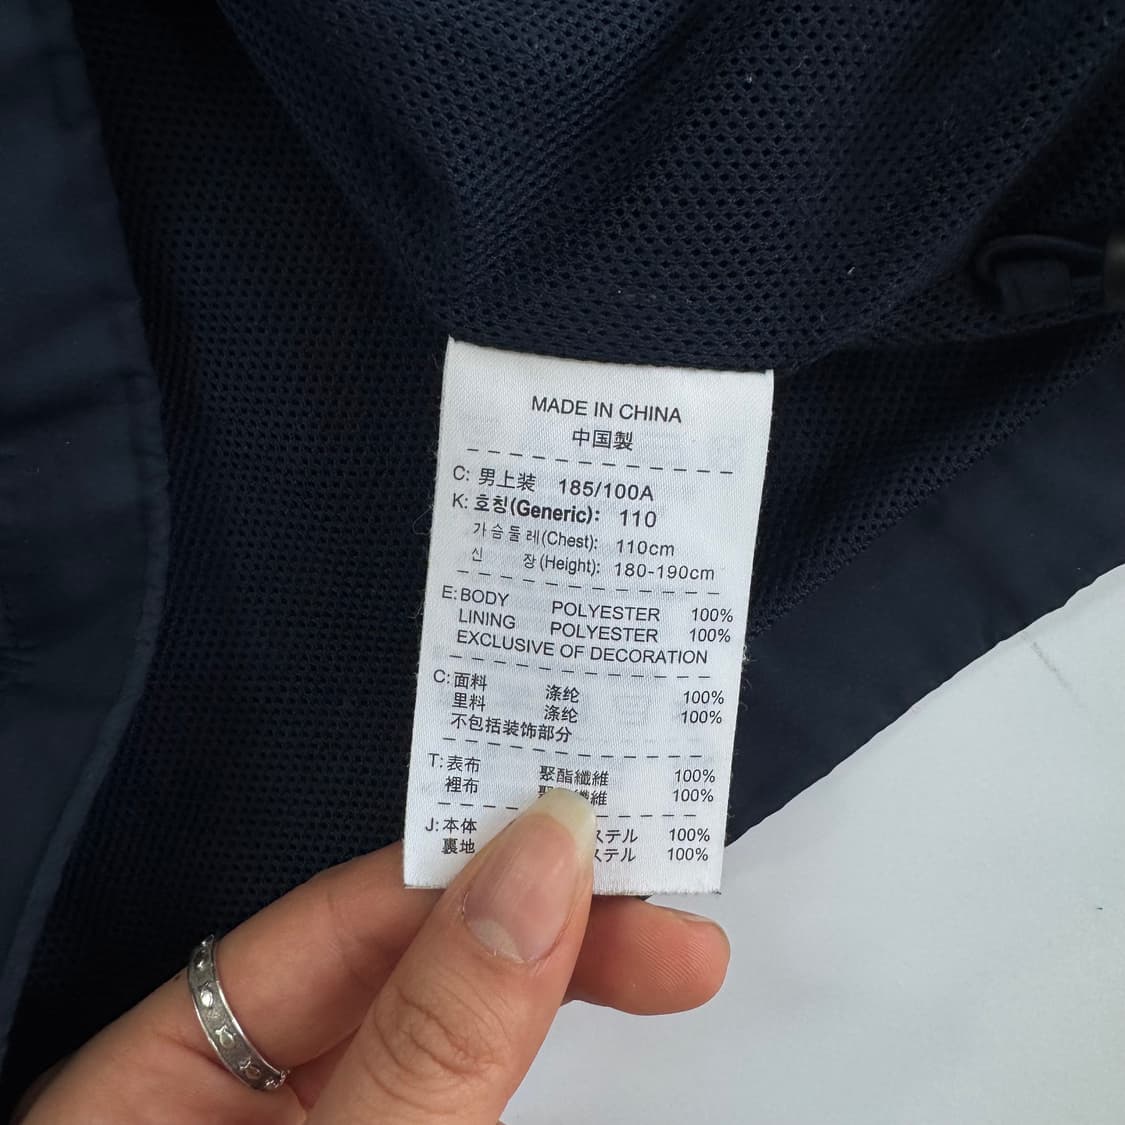 MADE IN CHINA
中国製
C: 男上装 185/100A
K: 호칭(Generic): 110
가슴둘레(Chest): 110cm
신 장(Height): 180-190cm
E: BODY POLYESTER 100%
LINING POLYESTER 100%
EXCLUSIVE OF DECORATION
C: 面料 涤纶 100%
里料 涤纶 100%
不包括装饰部分
T: 表布 聚酯纖維 100%
裡布 聚 纖維 100%
J: 本体 ステル 100%
裏地 ステル 100%